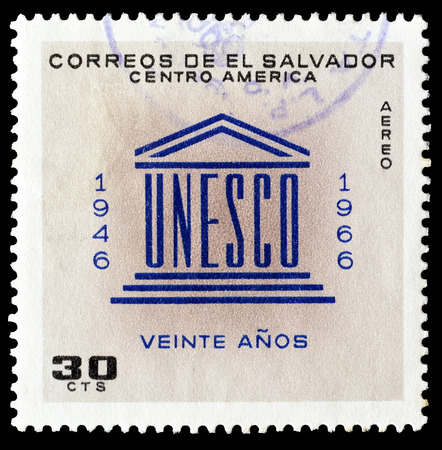 CORREOS DE EL SALVADOR
CENTRO AMERICA
AEREO
1946
UNESCO
1966
VEINTE AÑOS
30
CTS